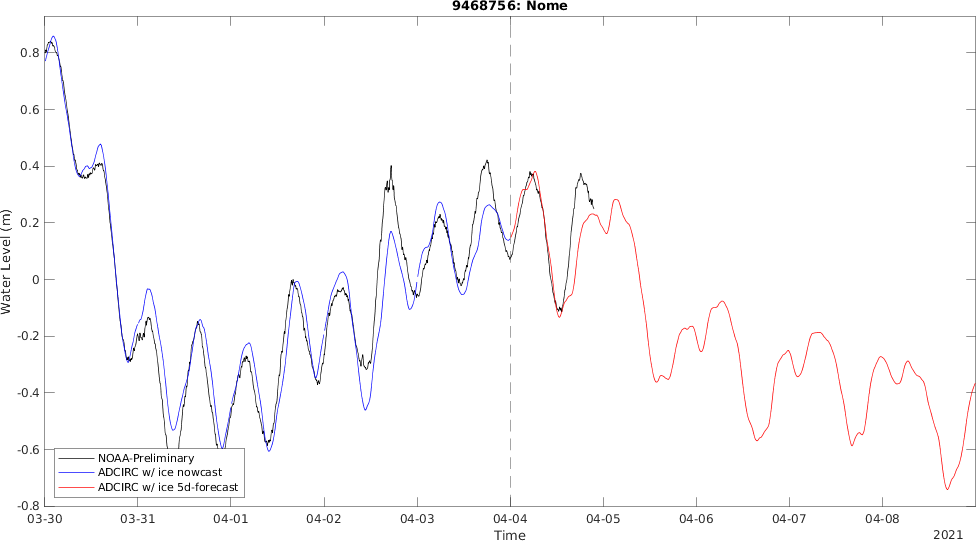 9468756: Nome
Water Level (m)
0.8
0.6
0.4
0.2
0
-0.2
-0.4
-0.6
-0.8
NOAA-Preliminary
ADCIRC w/ ice nowcast
ADCIRC w/ ice 5d-forecast
03-30 03-31 04-01 04-02 04-03 04-04 04-05 04-06 04-07 04-08
Time
2021